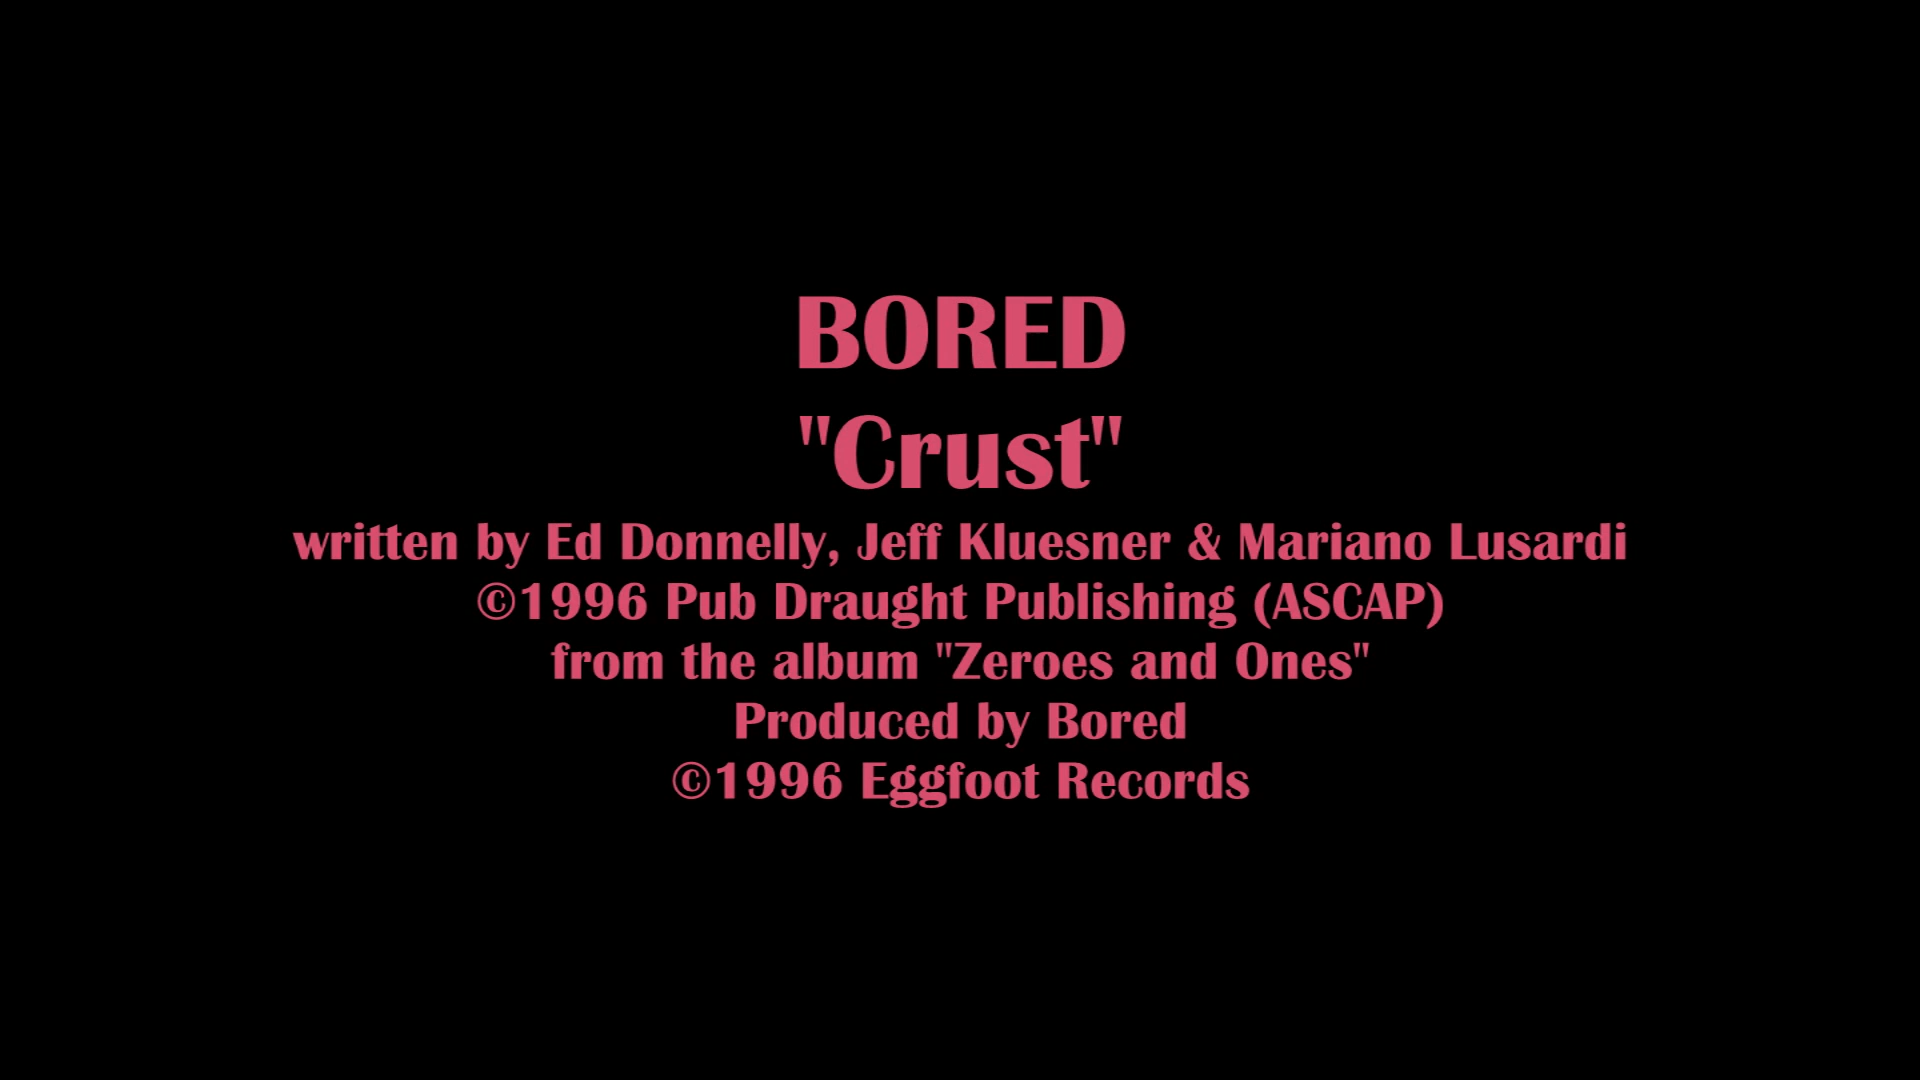 BORED
"Crust"
written by Ed Donnelly, Jeff Kluesner & Mariano Lusardi
©1996 Pub Draught Publishing (ASCAP)
from the album "Zeroes and Ones"
Produced by Bored
©1996 Eggfoot Records